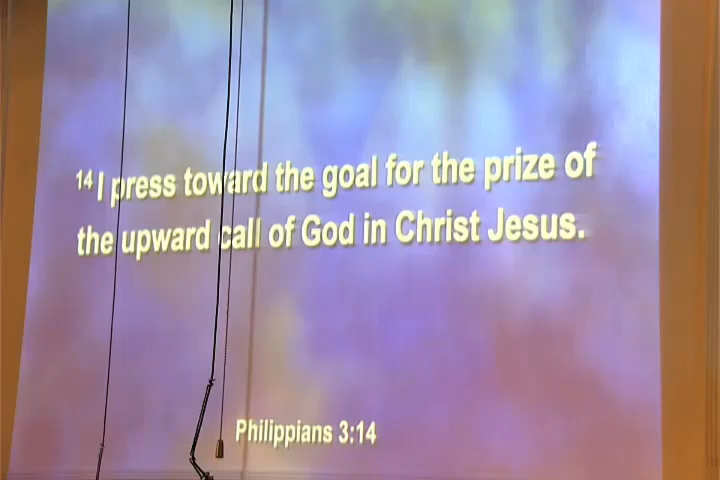 14 I press toward the goal for the prize of
the upward call of God in Christ Jesus.
Philippians 3:14